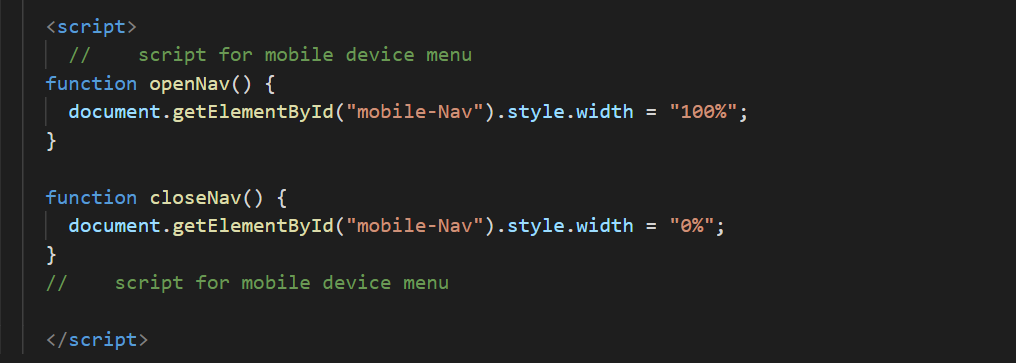 <script>
//    script for mobile device menu
function openNav() {
document.getElementById("mobile-Nav").style.width = "100%";
}
function closeNav() {
document.getElementById("mobile-Nav").style.width = "0%";
}
//    script for mobile device menu
</script>